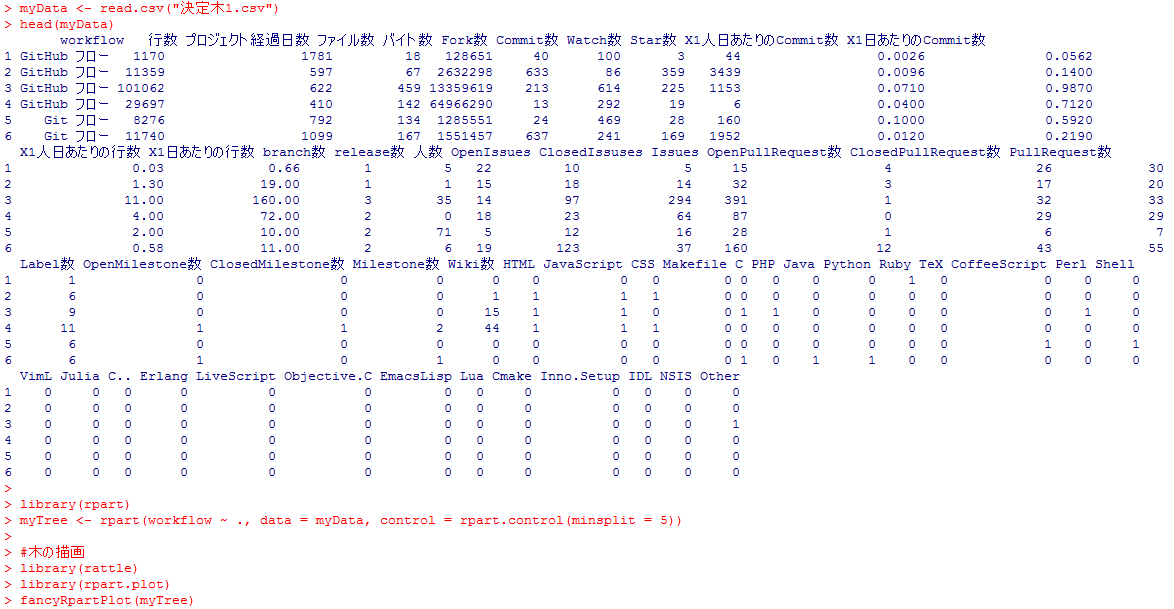 > myData <- read.csv("決定木1.csv")
> head(myData)
workflow 行数 プロジェクト経過日数 ファイル数 バイト数 Fork数 Commit数 Watch数 Star数 X1人日あたりのCommit数 X1日あたりのCommit数
1 GitHub フロー 1170 1781 18 128651 40 100 3 44 0.0026 0.0562
2 GitHub フロー 11359 597 67 2632298 633 86 359 3439 0.0096 0.1400
3 GitHub フロー 101062 622 459 13359619 213 614 225 1153 0.0710 0.9870
4 GitHub フロー 29697 410 142 64966290 13 292 19 6 0.0400 0.7120
5 Git フロー 8276 792 134 1285551 24 469 28 160 0.1000 0.5920
6 Git フロー 11740 1099 167 1551457 637 241 169 1952 0.0120 0.2190
X1人日あたりの行数 X1日あたりの行数 branch数 release数 人数 OpenIssues ClosedIssuses Issues OpenPullRequest数 ClosedPullRequest数 PullRequest数
1 0.03 0.66 1 5 22 10 5 15 4 26 30
2 1.30 19.00 1 1 15 18 14 32 3 17 20
3 11.00 160.00 3 35 14 97 294 391 1 32 33
4 4.00 72.00 2 0 18 23 64 87 0 29 29
5 2.00 10.00 2 71 5 12 16 28 1 6 7
6 0.58 11.00 2 6 19 123 37 160 12 43 55
Label数 OpenMilestone数 ClosedMilestone数 Milestone数 Wiki数 HTML JavaScript CSS Makefile C PHP Java Python Ruby TeX CoffeeScript Perl Shell
1 1 0 0 0 0 0 0 0 0 0 0 0 0 1 0 0 0 0
2 6 0 0 0 1 1 1 1 0 0 0 0 0 0 0 0 0 0
3 9 0 0 0 15 1 1 0 0 1 1 0 0 0 0 0 1 0
4 11 1 1 2 44 1 1 1 0 0 0 0 0 0 0 0 0 0
5 6 0 0 0 0 0 0 0 0 0 0 0 0 0 0 1 0 1
6 6 1 0 1 0 0 0 0 0 1 0 1 1 0 0 0 0 0
VimL Julia C.. Erlang LiveScript Objective.C EmacsLisp Lua Cmake Inno.Setup IDL NSIS Other
1 0 0 0 0 0 0 0 0 0 0 0 0 0
2 0 0 0 0 0 0 0 0 0 0 0 0 0
3 0 0 0 0 0 0 0 0 0 0 0 0 1
4 0 0 0 0 0 0 0 0 0 0 0 0 0
5 0 0 0 0 0 0 0 0 0 0 0 0 0
6 0 0 0 0 0 0 0 0 0 0 0 0 0
>
> library(rpart)
> myTree <- rpart(workflow ~ ., data = myData, control = rpart.control(minsplit = 5))
>
> #木の描画
> library(rattle)
> library(rpart.plot)
> fancyRpartPlot(myTree)